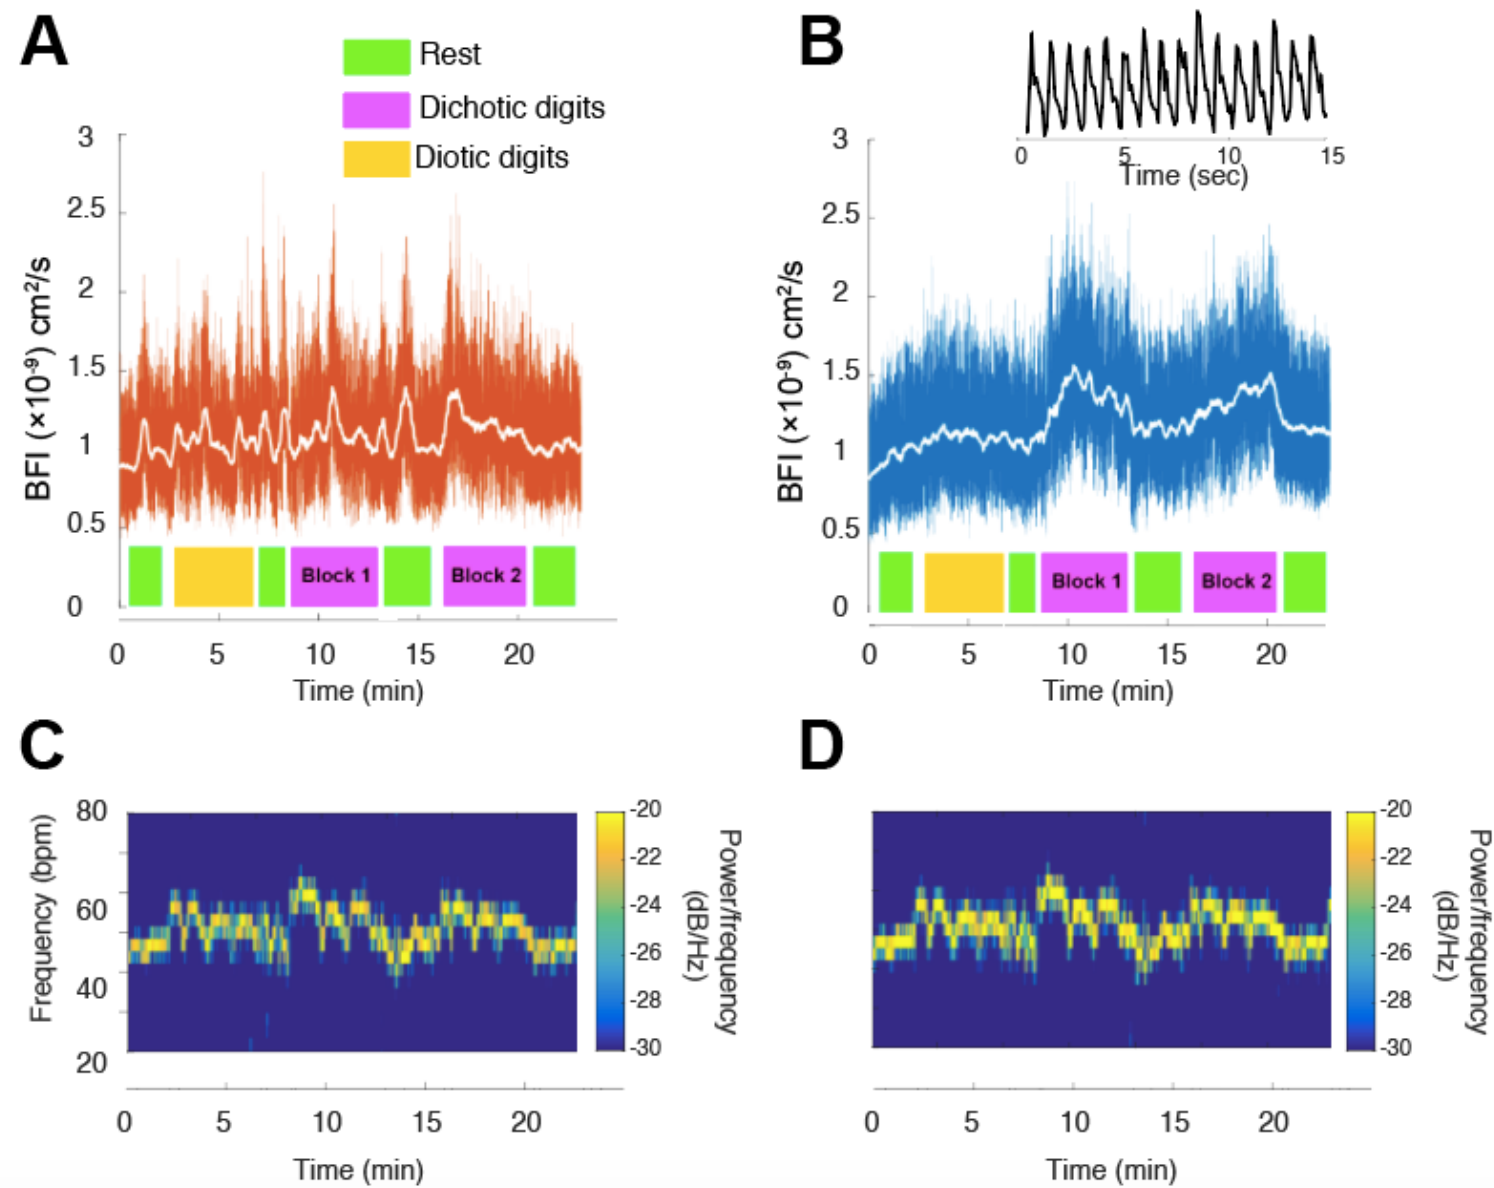 A
Rest
Dichotic digits
Diotic digits
3
2.5
2
1.5
1
0.5
0
BFI (×10⁻⁹) cm²/s
Block 1
Block 2
0 5 10 15 20
Time (min)
B
0 5 10 15
Time (sec)
3
2.5
2
1.5
1
0.5
0
BFI (×10⁻⁹) cm²/s
Block 1
Block 2
0 5 10 15 20
Time (min)
C
80
60
40
20
Frequency (bpm)
-20
-22
-24
-26
-28
-30
Power/frequency
(dB/Hz)
0 5 10 15 20
Time (min)
D
-20
-22
-24
-26
-28
-30
Power/frequency
(dB/Hz)
0 5 10 15 20
Time (min)